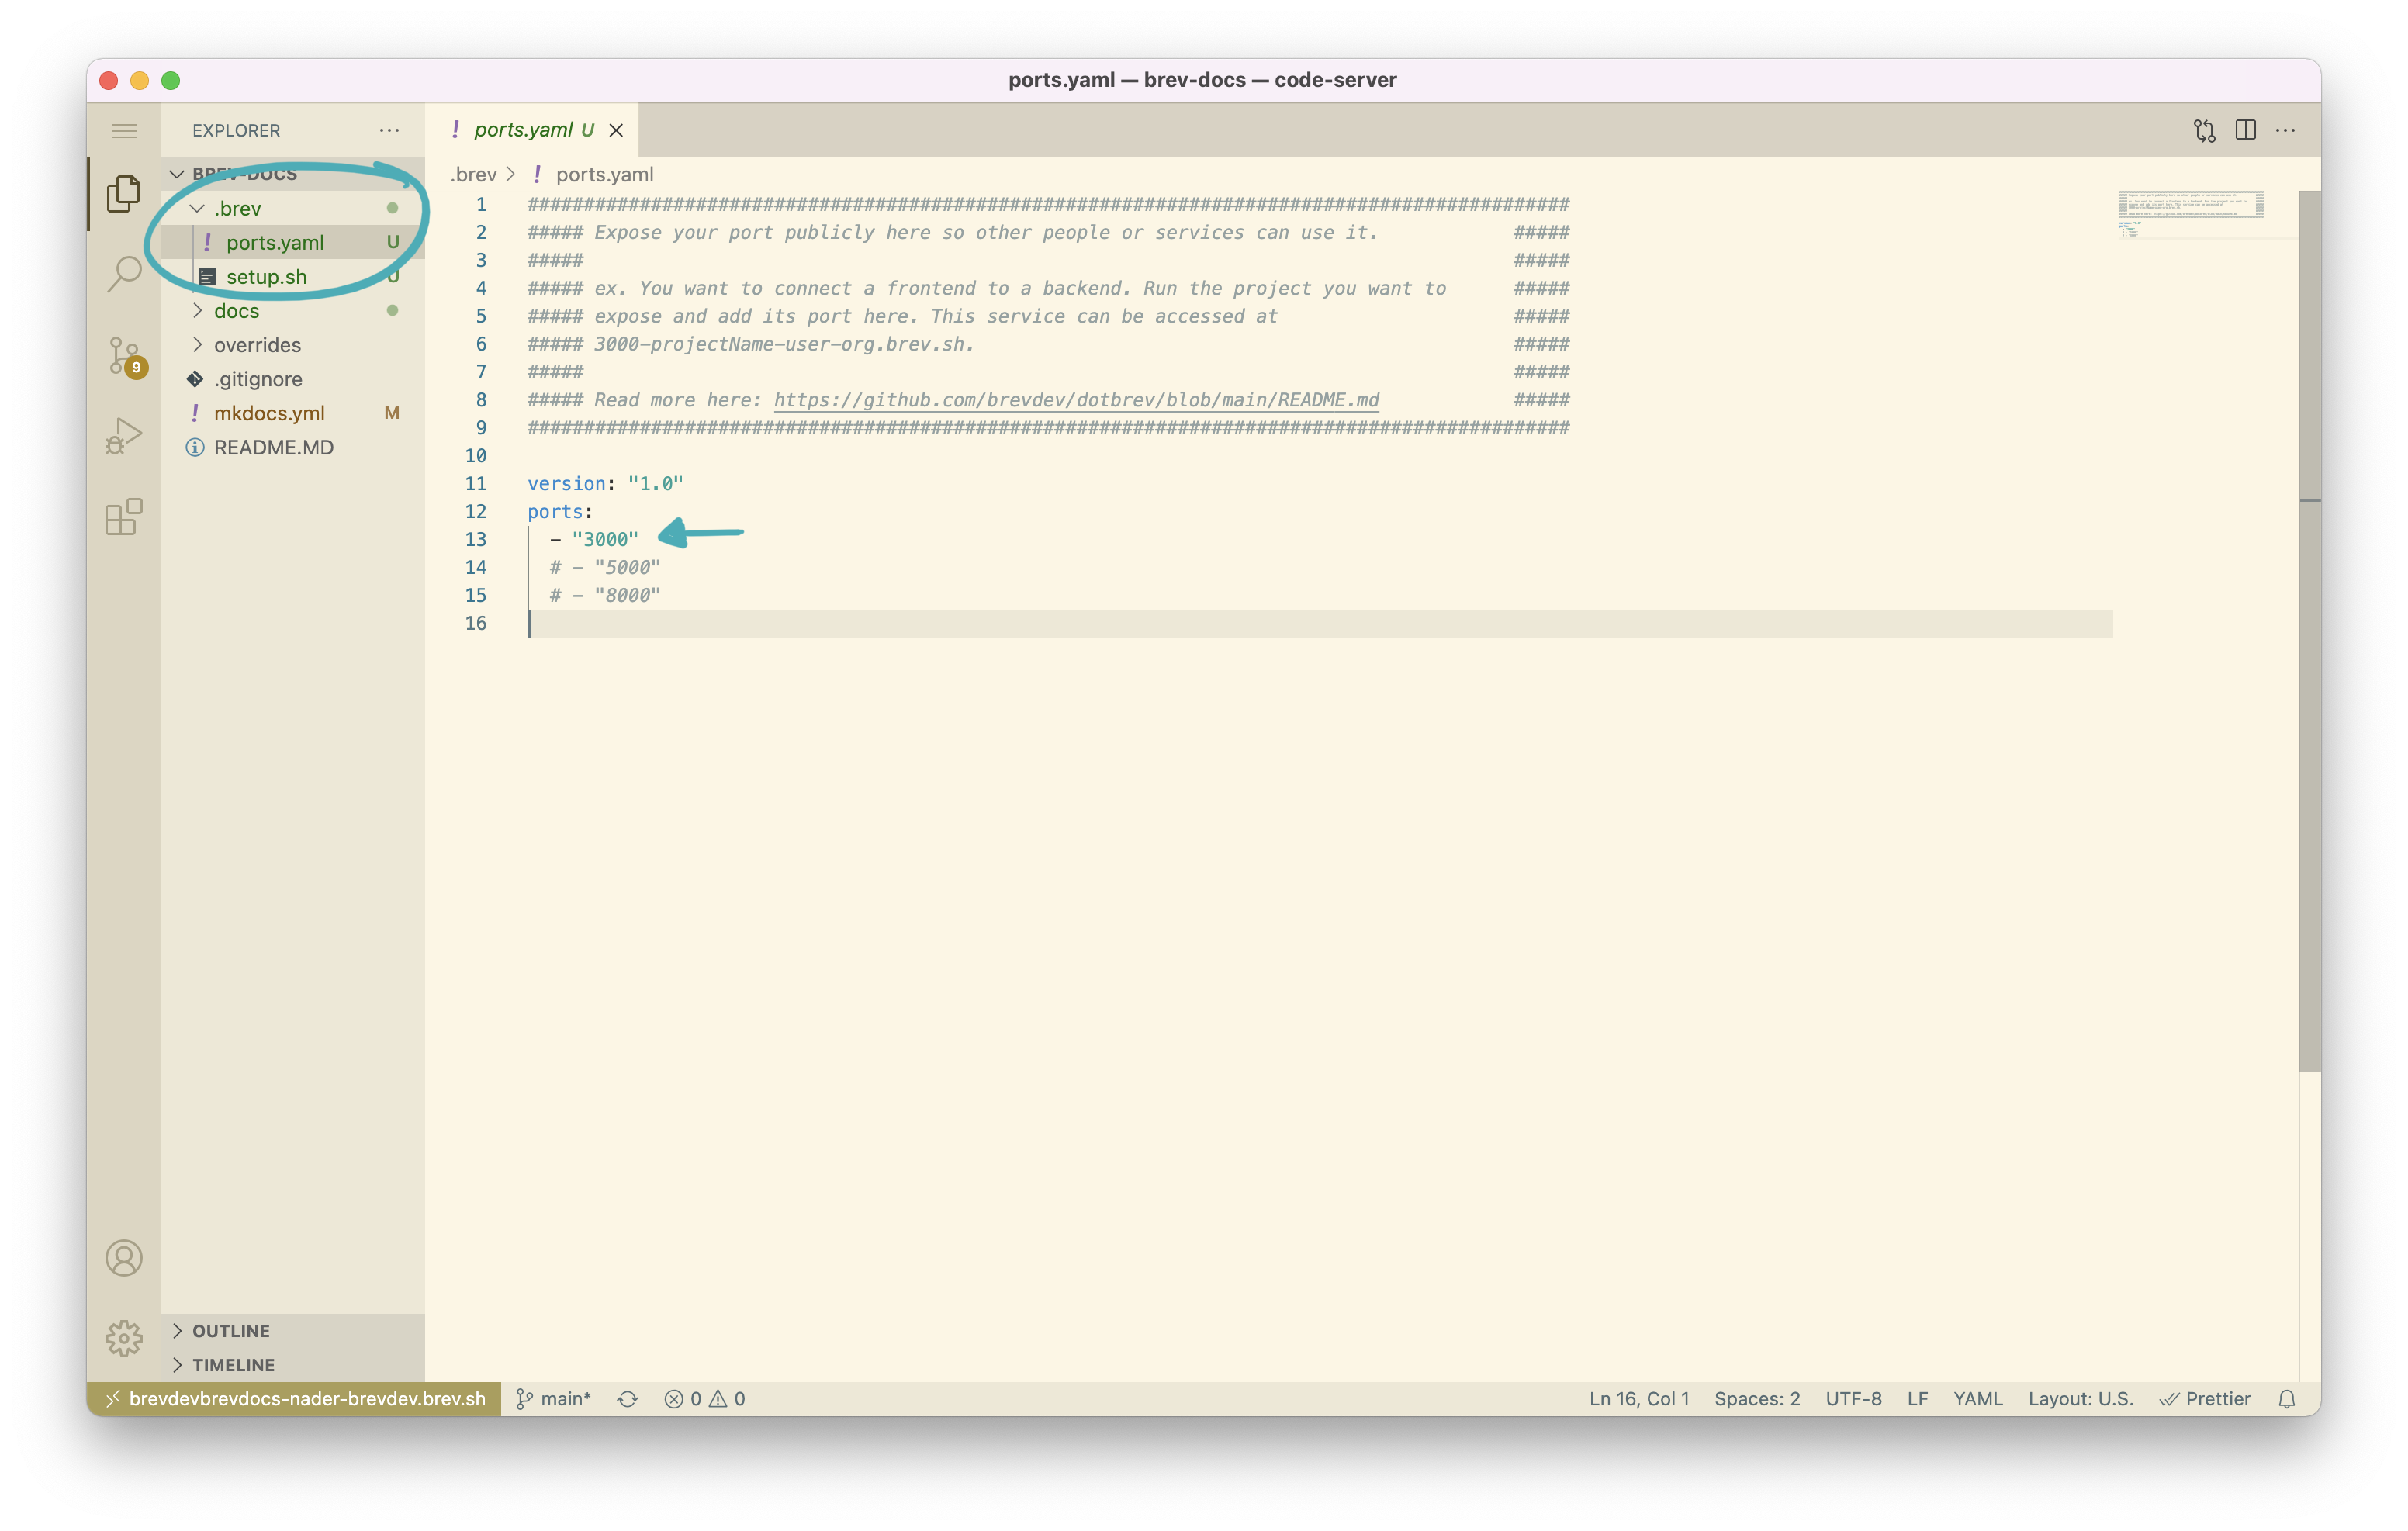 ports.yaml — brev-docs — code-server
EXPLORER
ports.yaml U
BREV-DOCS
.brev
ports.yaml U
setup.sh U
docs
overrides
.gitignore
mkdocs.yml M
README.MD
9
OUTLINE
TIMELINE
.brev > ! ports.yaml
1 #############################################################################################
2 ##### Expose your port publicly here so other people or services can use it. #####
3 ##### #####
4 ##### ex. You want to connect a frontend to a backend. Run the project you want to #####
5 ##### expose and add its port here. This service can be accessed at #####
6 ##### 3000-projectName-user-org.brev.sh. #####
7 ##### #####
8 ##### Read more here: https://github.com/brevdev/dotbrev/blob/main/README.md #####
9 #############################################################################################
10
11 version: "1.0"
12 ports:
13 - "3000"
14 # - "5000"
15 # - "8000"
16
brevdevbrevdocs-nader-brevdev.brev.sh main* 0 0 Ln 16, Col 1 Spaces: 2 UTF-8 LF YAML Layout: U.S. Prettier